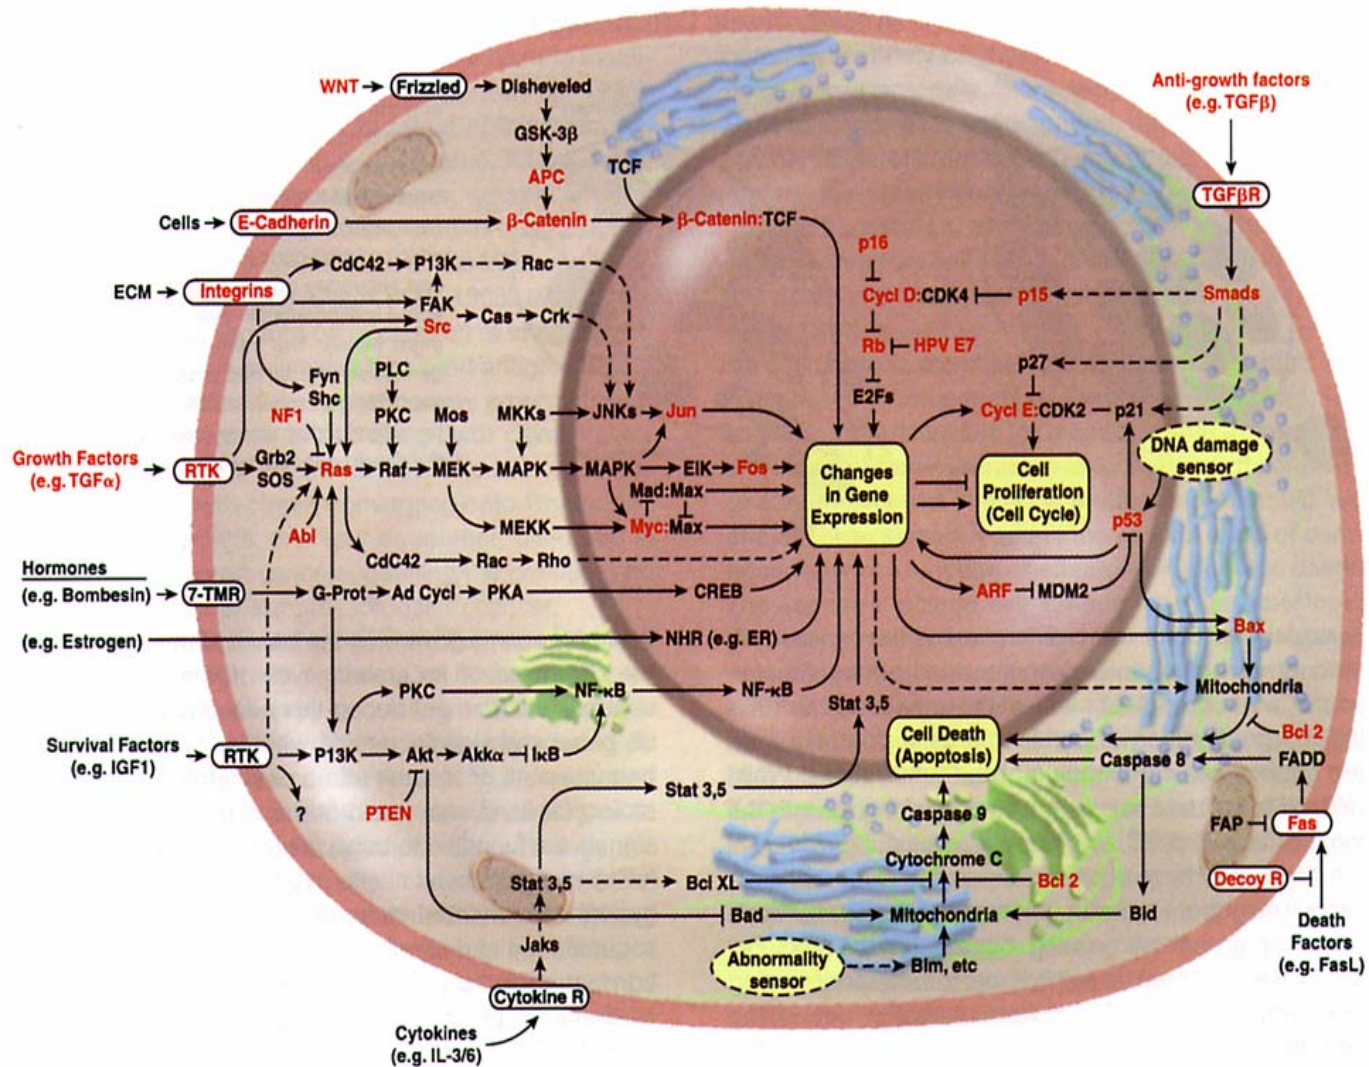 WNT
Frizzled
Disheveled
GSK-3β
APC
TCF
Cells
E-Cadherin
β-Catenin
β-Catenin:TCF
Anti-growth factors
(e.g. TGFβ)
TGFβR
Smads
p16
Cycl D:CDK4
p15
Rb
HPV E7
E2Fs
p27
Cycl E:CDK2
p21
DNA damage
sensor
ECM
Integrins
CdC42
P13K
Rac
FAK
Src
Cas
Crk
Fyn
Shc
PLC
PKC
NF1
Mos
MKKs
JNKs
Jun
Growth Factors
(e.g. TGFα)
RTK
Grb2
SOS
Ras
Raf
MEK
MAPK
MAPK
ElK
Fos
Mad:Max
MEKK
Myc:Max
Abl
CdC42
Rac
Rho
Changes
in Gene
Expression
Cell
Proliferation
(Cell Cycle)
p53
ARF
MDM2
Bax
Hormones
(e.g. Bombesin)
7-TMR
G-Prot
Ad Cycl
PKA
CREB
(e.g. Estrogen)
NHR (e.g. ER)
PKC
NF-κB
NF-κB
Stat 3,5
Mitochondria
Bcl 2
Survival Factors
(e.g. IGF1)
RTK
P13K
Akt
Akkα
IκB
?
PTEN
Stat 3,5
Cell Death
(Apoptosis)
Caspase 8
FADD
Caspase 9
FAP
Fas
Cytochrome C
Stat 3,5
Bcl XL
Bcl 2
Decoy R
Bad
Mitochondria
Bid
Death
Factors
(e.g. FasL)
Jaks
Abnormality
sensor
Bim, etc
Cytokine R
Cytokines
(e.g. IL-3/6)